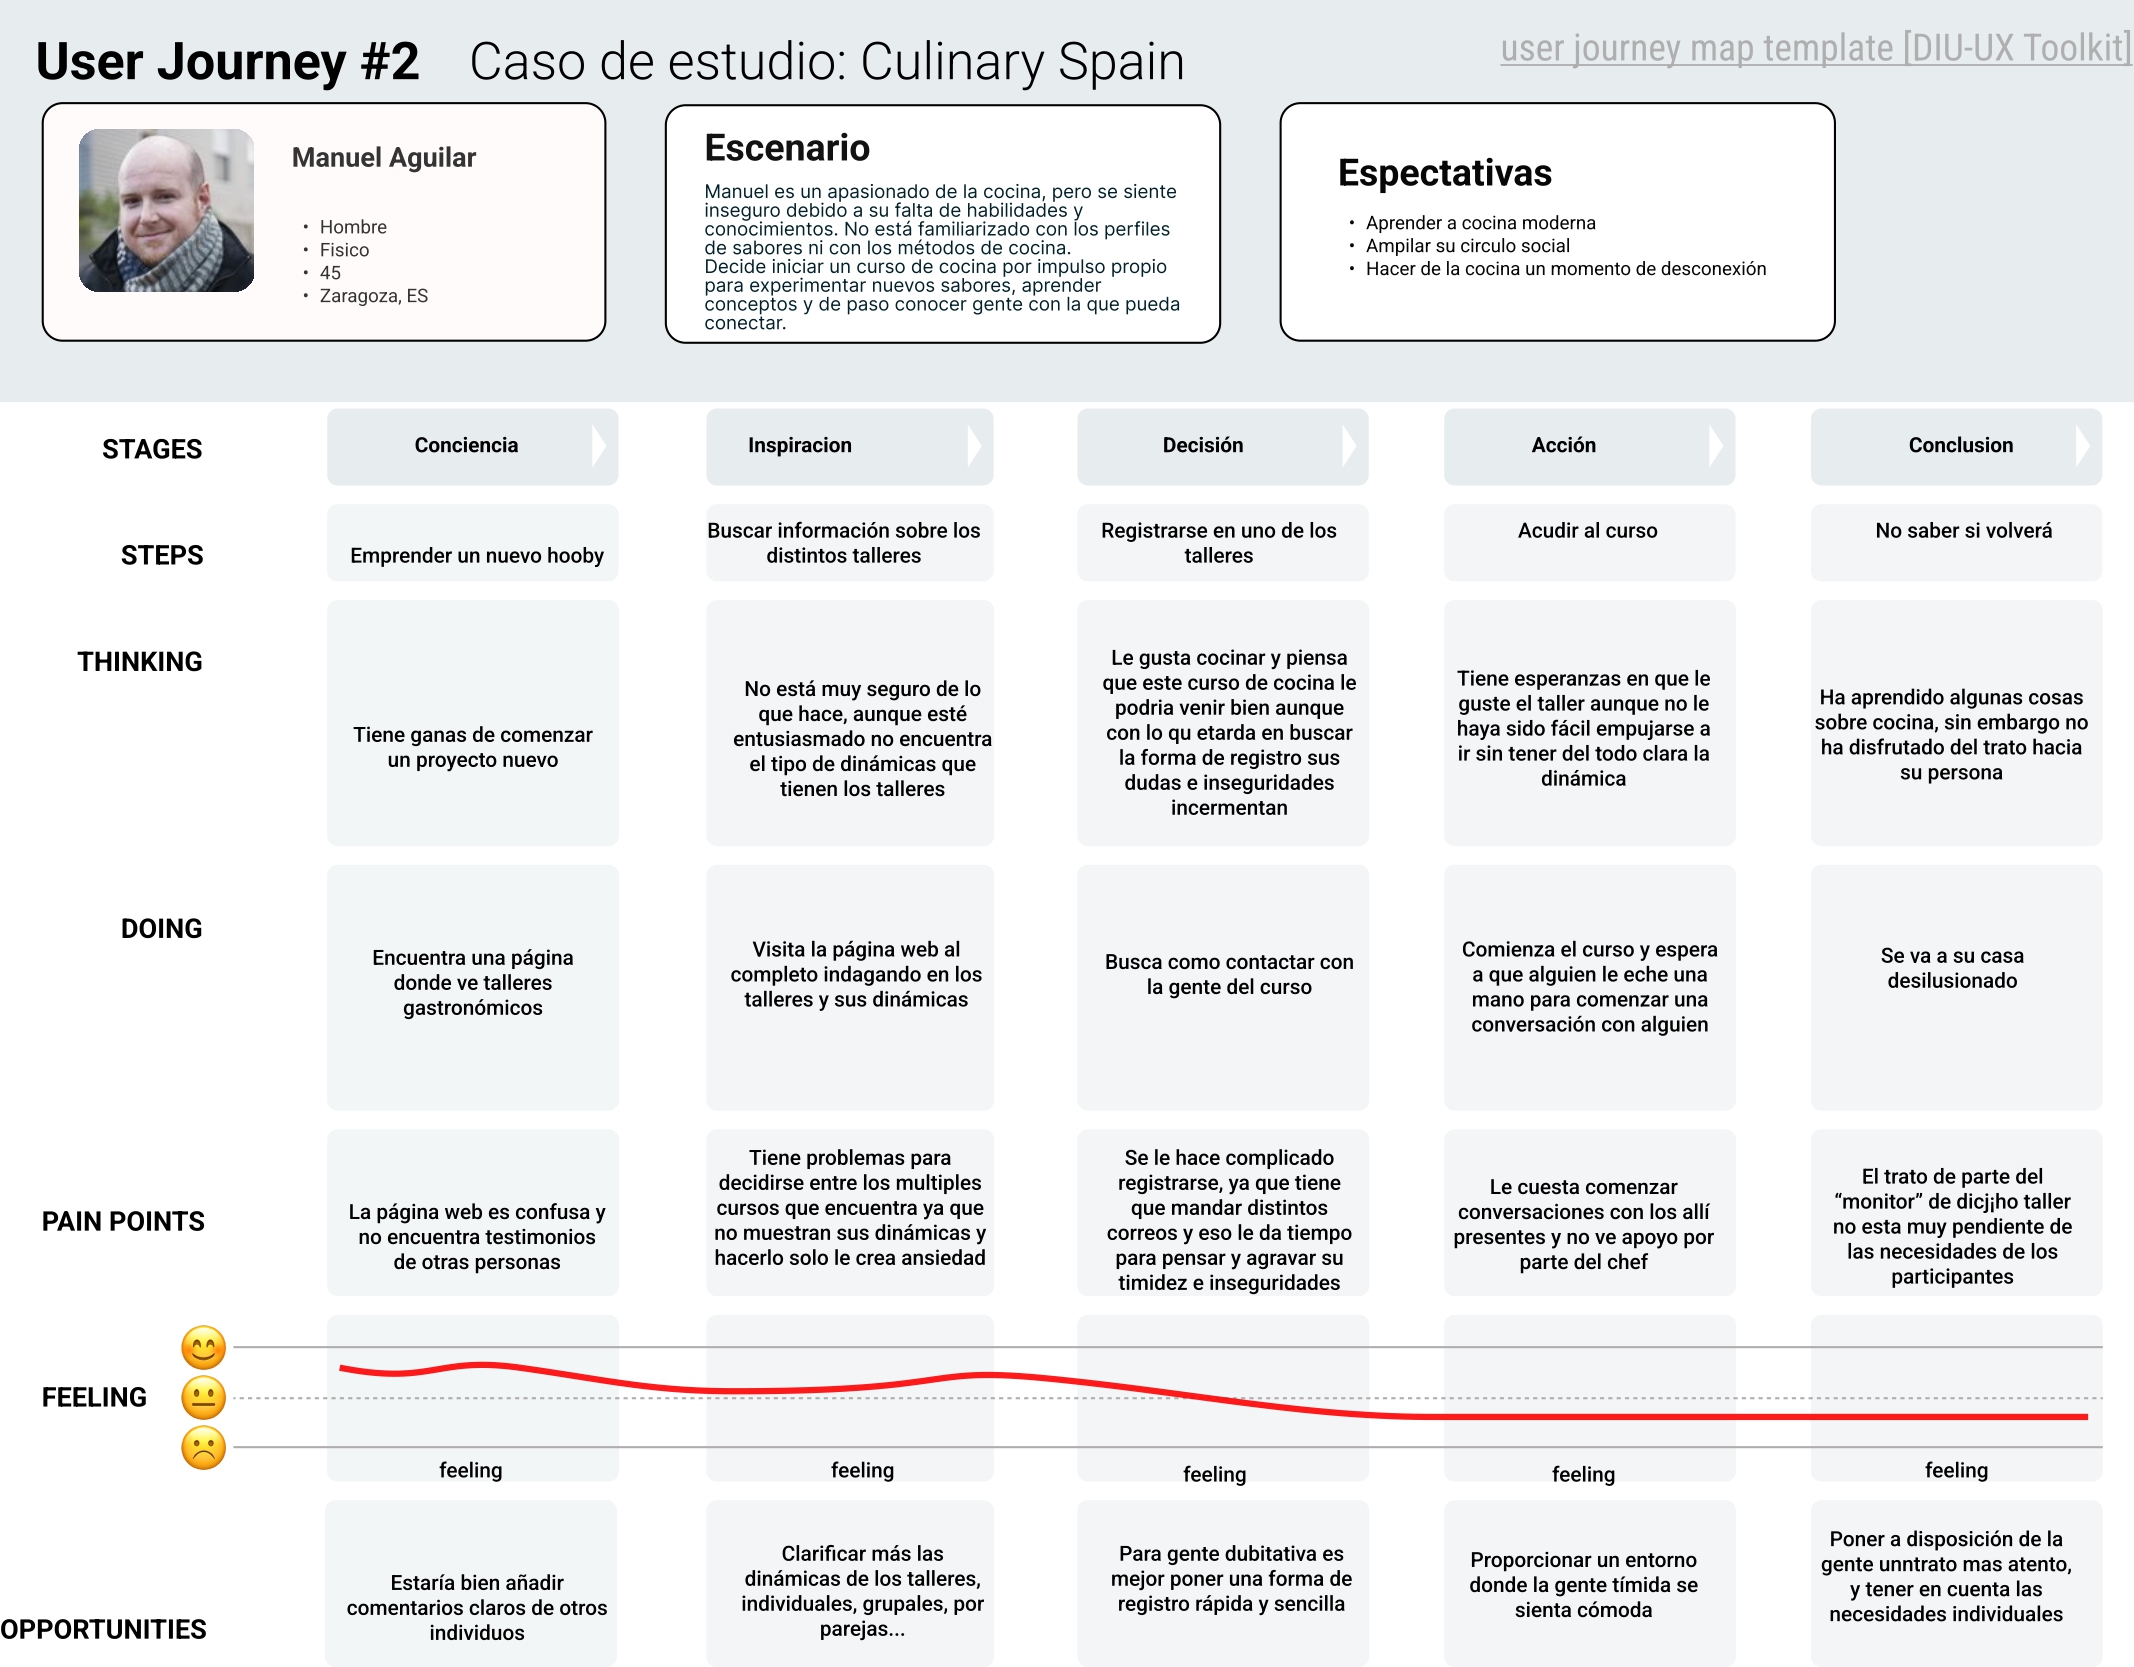 User Journey #2 Caso de estudio: Culinary Spain
user journey map template [DIU-UX Toolkit]
Manuel Aguilar
• Hombre
• Fisico
• 45
• Zaragoza, ES
Escenario
Manuel es un apasionado de la cocina, pero se siente
inseguro debido a su falta de habilidades y
conocimientos. No está familiarizado con los perfiles
de sabores ni con los métodos de cocina.
Decide iniciar un curso de cocina por impulso propio
para experimentar nuevos sabores, aprender
conceptos y de paso conocer gente con la que pueda
conectar.
Espectativas
• Aprender a cocina moderna
• Ampilar su circulo social
• Hacer de la cocina un momento de desconexión
STAGES
Conciencia
Inspiracion
Decisión
Acción
Conclusion
STEPS
Emprender un nuevo hooby
Buscar información sobre los
distintos talleres
Registrarse en uno de los
talleres
Acudir al curso
No saber si volverá
THINKING
Tiene ganas de comenzar
un proyecto nuevo
No está muy seguro de lo
que hace, aunque esté
entusiasmado no encuentra
el tipo de dinámicas que
tienen los talleres
Le gusta cocinar y piensa
que este curso de cocina le
podria venir bien aunque
con lo qu etarda en buscar
la forma de registro sus
dudas e inseguridades
incermentan
Tiene esperanzas en que le
guste el taller aunque no le
haya sido fácil empujarse a
ir sin tener del todo clara la
dinámica
Ha aprendido algunas cosas
sobre cocina, sin embargo no
ha disfrutado del trato hacia
su persona
DOING
Encuentra una página
donde ve talleres
gastronómicos
Visita la página web al
completo indagando en los
talleres y sus dinámicas
Busca como contactar con
la gente del curso
Comienza el curso y espera
a que alguien le eche una
mano para comenzar una
conversación con alguien
Se va a su casa
desilusionado
PAIN POINTS
La página web es confusa y
no encuentra testimonios
de otras personas
Tiene problemas para
decidirse entre los multiples
cursos que encuentra ya que
no muestran sus dinámicas y
hacerlo solo le crea ansiedad
Se le hace complicado
registrarse, ya que tiene
que mandar distintos
correos y eso le da tiempo
para pensar y agravar su
timidez e inseguridades
Le cuesta comenzar
conversaciones con los allí
presentes y no ve apoyo por
parte del chef
El trato de parte del
“monitor” de dicj¡ho taller
no esta muy pendiente de
las necesidades de los
participantes
FEELING
feeling
feeling
feeling
feeling
feeling
OPPORTUNITIES
Estaría bien añadir
comentarios claros de otros
individuos
Clarificar más las
dinámicas de los talleres,
individuales, grupales, por
parejas...
Para gente dubitativa es
mejor poner una forma de
registro rápida y sencilla
Proporcionar un entorno
donde la gente tímida se
sienta cómoda
Poner a disposición de la
gente unntrato mas atento,
y tener en cuenta las
necesidades individuales